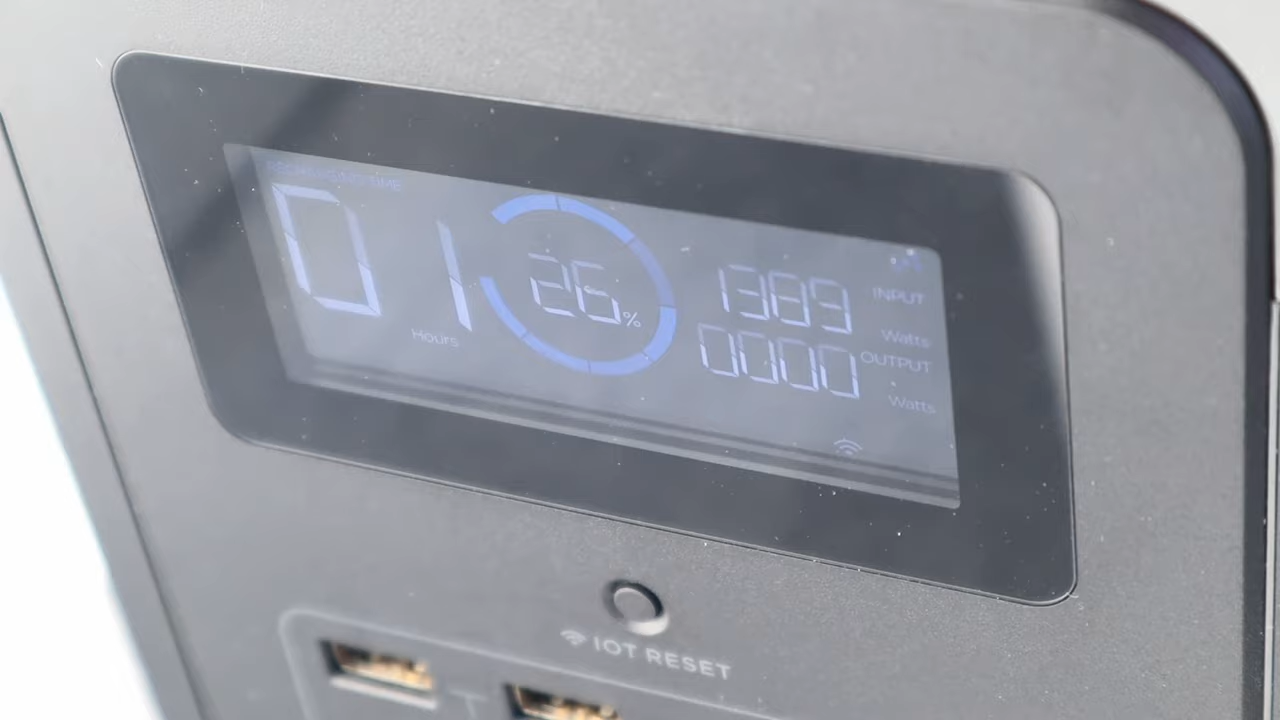 01
Hours
26%
1389 INPUT
Watts
0000 OUTPUT
Watts
IOT RESET